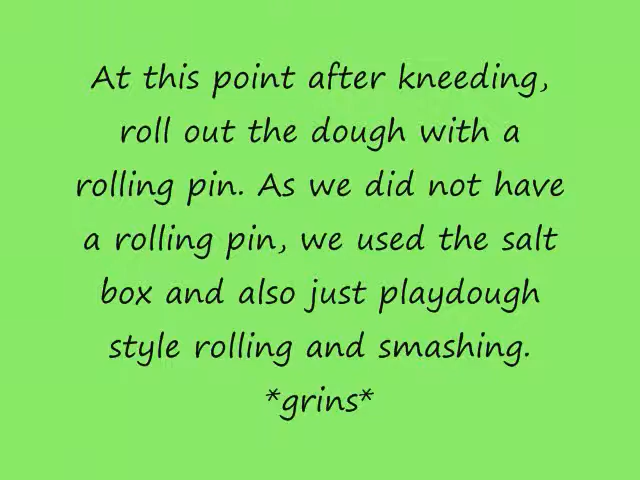 At this point after kneeding,
roll out the dough with a
rolling pin. As we did not have
a rolling pin, we used the salt
box and also just playdough
style rolling and smashing.
*grins*